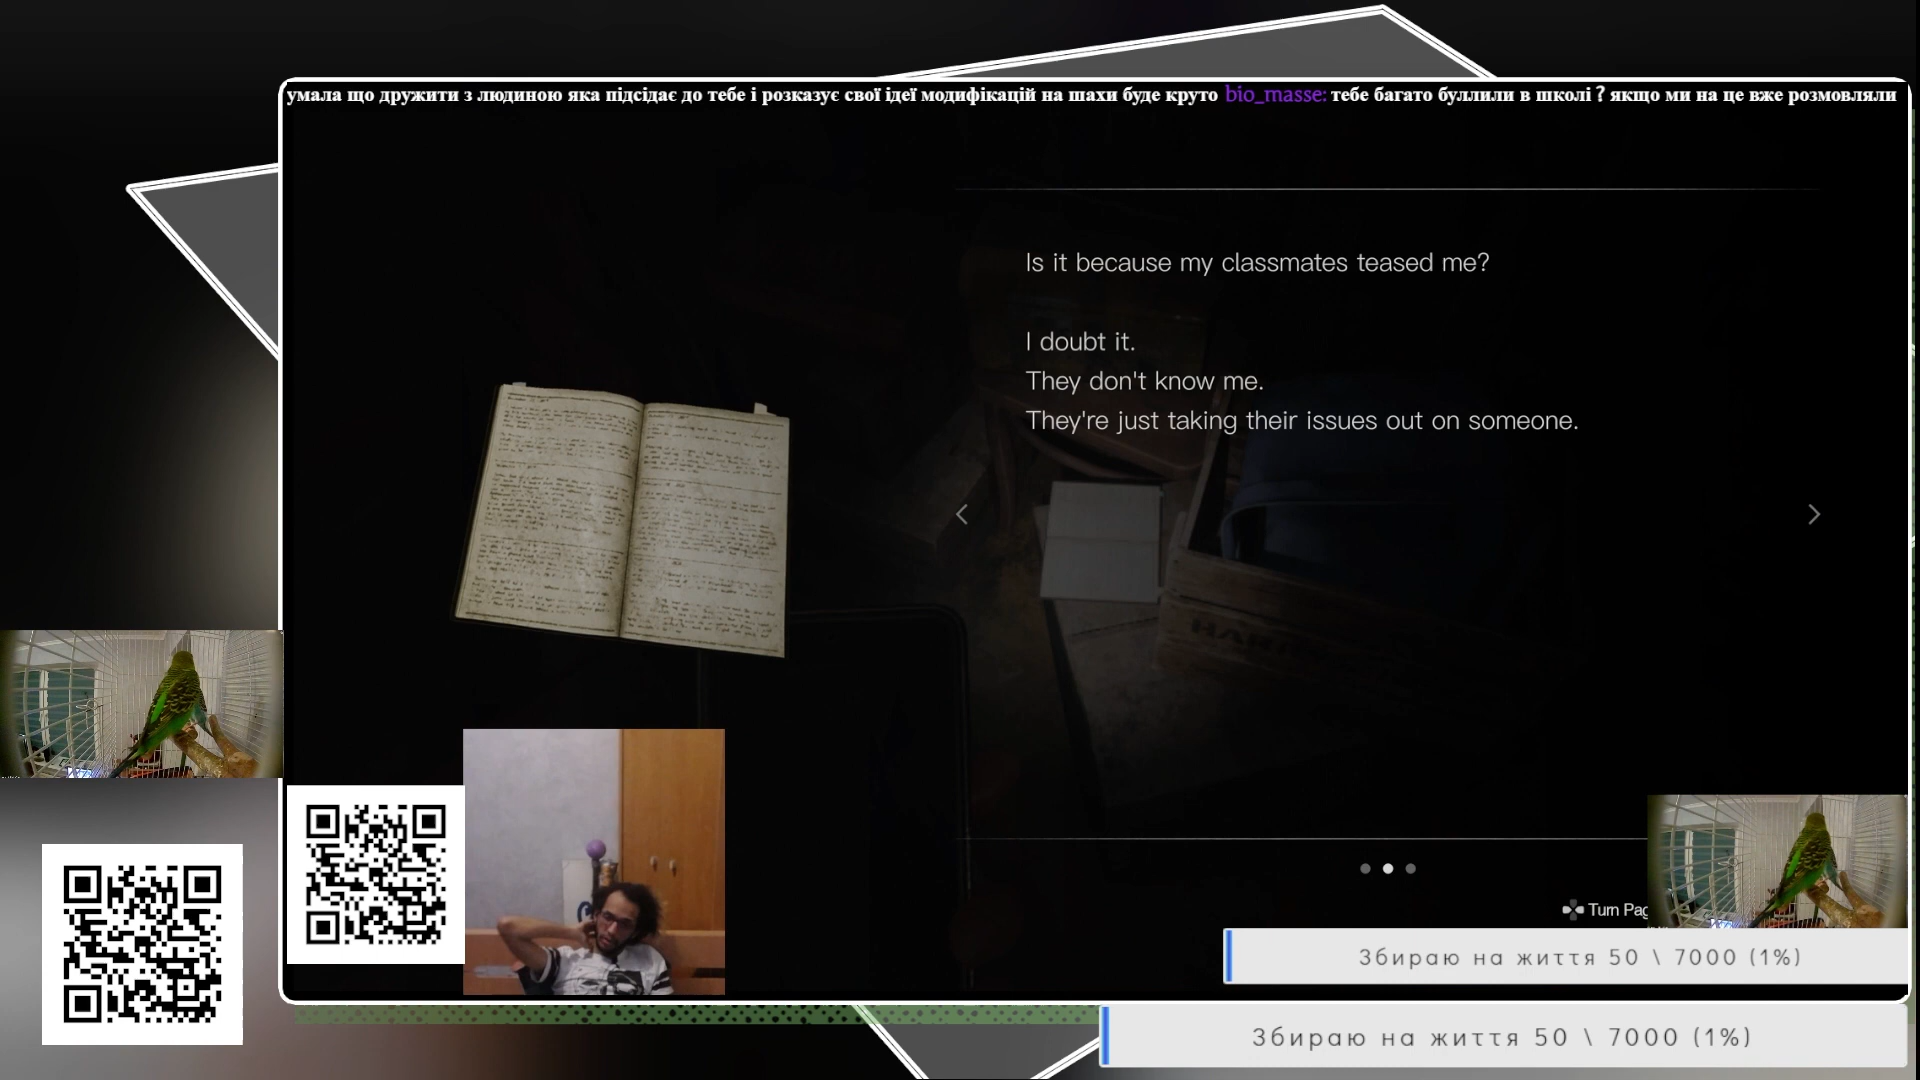 умала що дружити з людиною яка підсідає до тебе і розказує свої ідеї модифікацій на шахи буде круто bio_masse: тебе багато буллили в школі ? якщо ми на це вже розмовляли
Is it because my classmates teased me?
I doubt it.
They don't know me.
They're just taking their issues out on someone.
Turn Pag
Збираю на життя 50 \ 7000 (1%)
Збираю на життя 50 \ 7000 (1%)